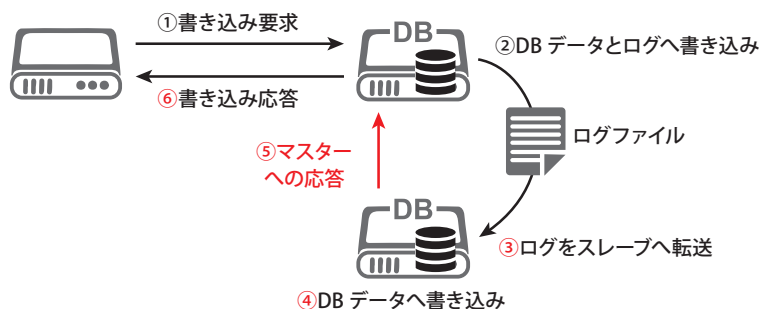 ①書き込み要求
DB
②DB データとログへ書き込み
⑥書き込み応答
ログファイル
⑤マスター
への応答
DB
③ログをスレーブへ転送
④DB データへ書き込み